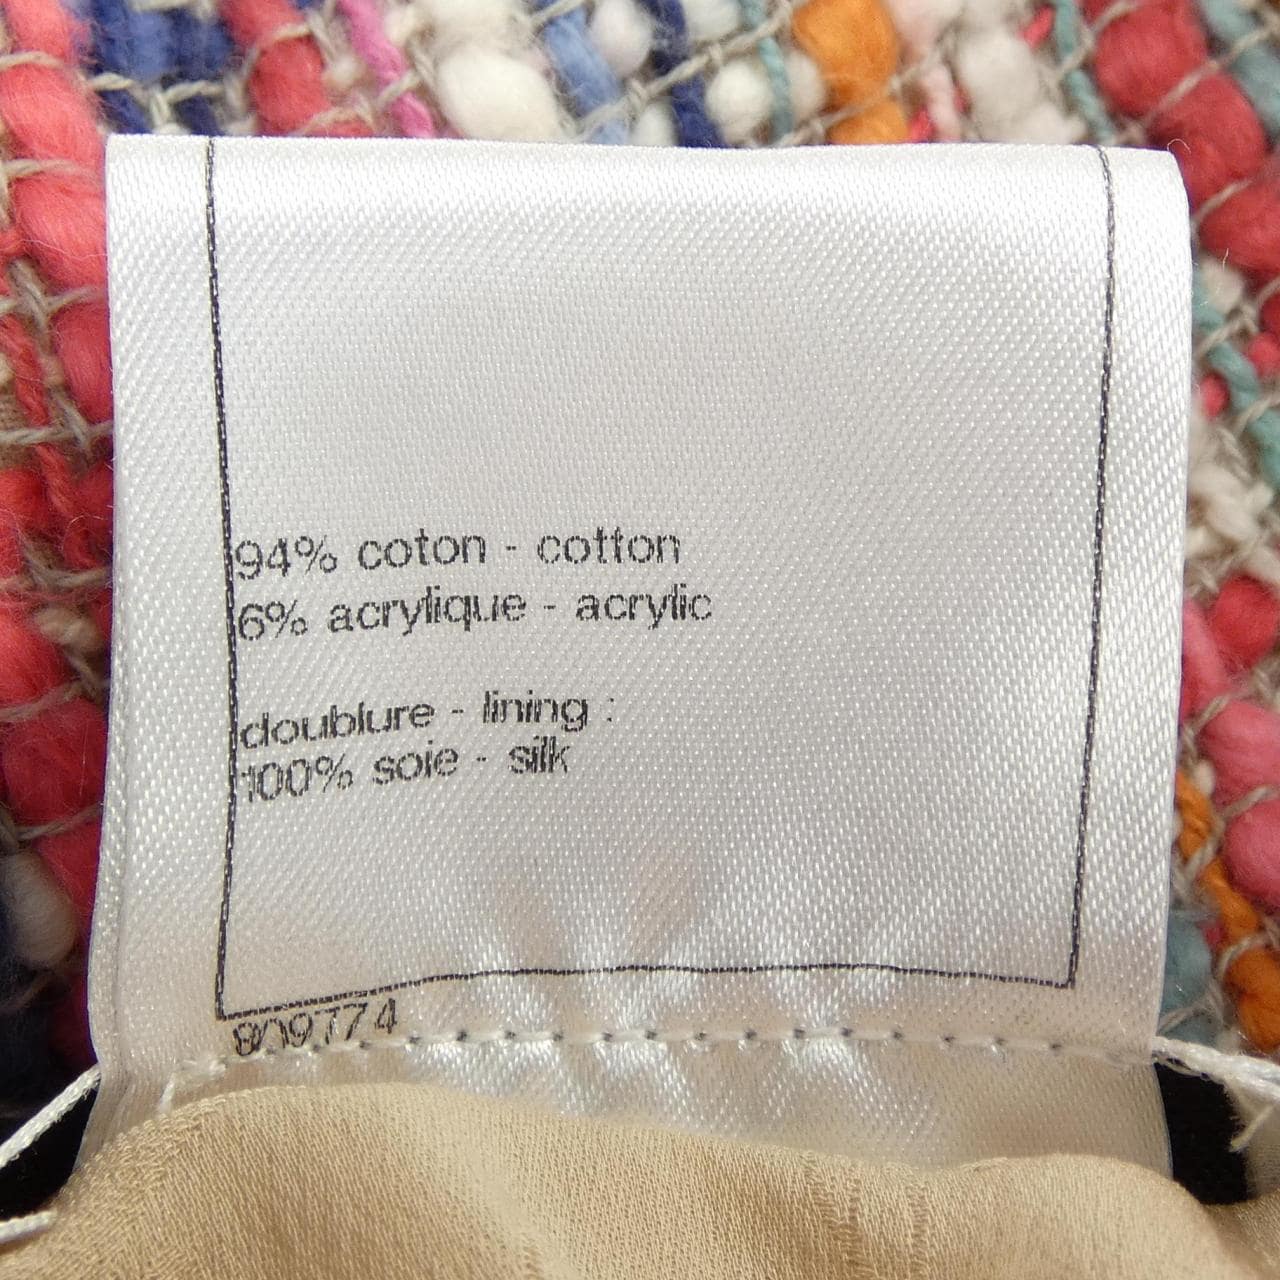 94% coton - cotton
6% acrylique - acrylic
doublure - lining :
100% soie - silk
809774